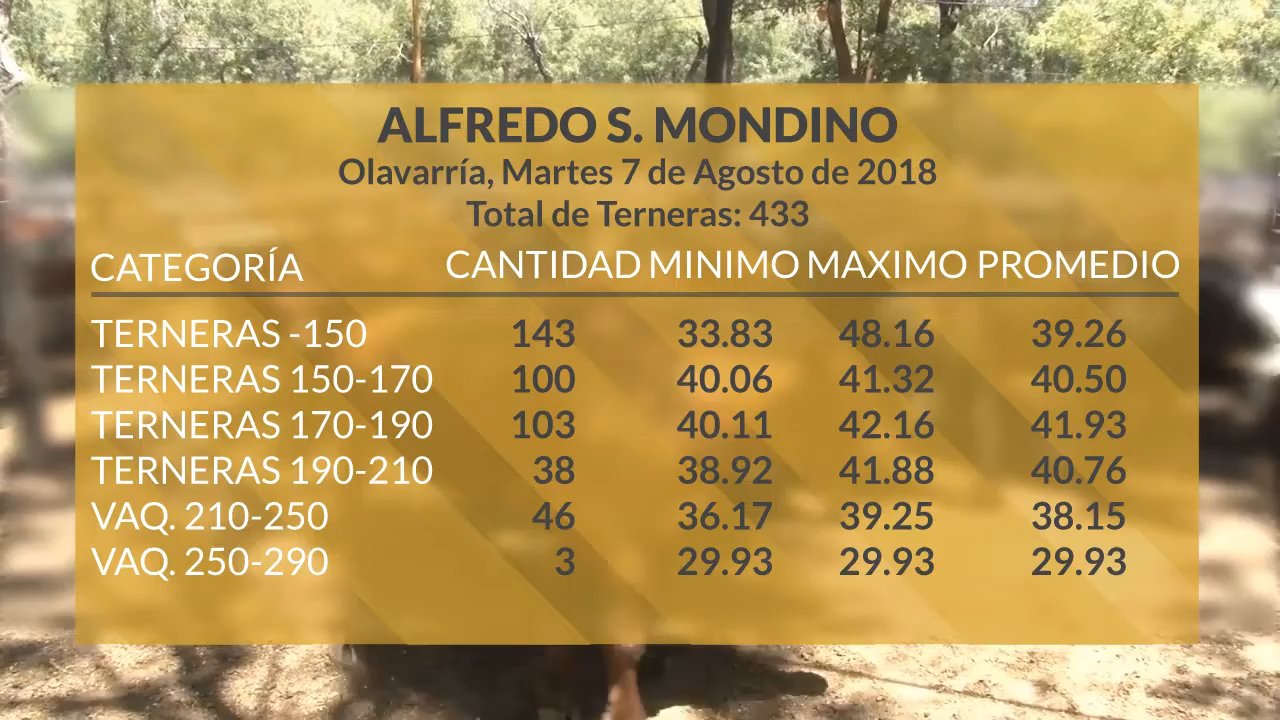 ALFREDO S. MONDINO
Olavarría, Martes 7 de Agosto de 2018
Total de Terneras: 433
CATEGORÍA CANTIDAD MINIMO MAXIMO PROMEDIO
TERNERAS -150 143 33.83 48.16 39.26
TERNERAS 150-170 100 40.06 41.32 40.50
TERNERAS 170-190 103 40.11 42.16 41.93
TERNERAS 190-210 38 38.92 41.88 40.76
VAQ. 210-250 46 36.17 39.25 38.15
VAQ. 250-290 3 29.93 29.93 29.93